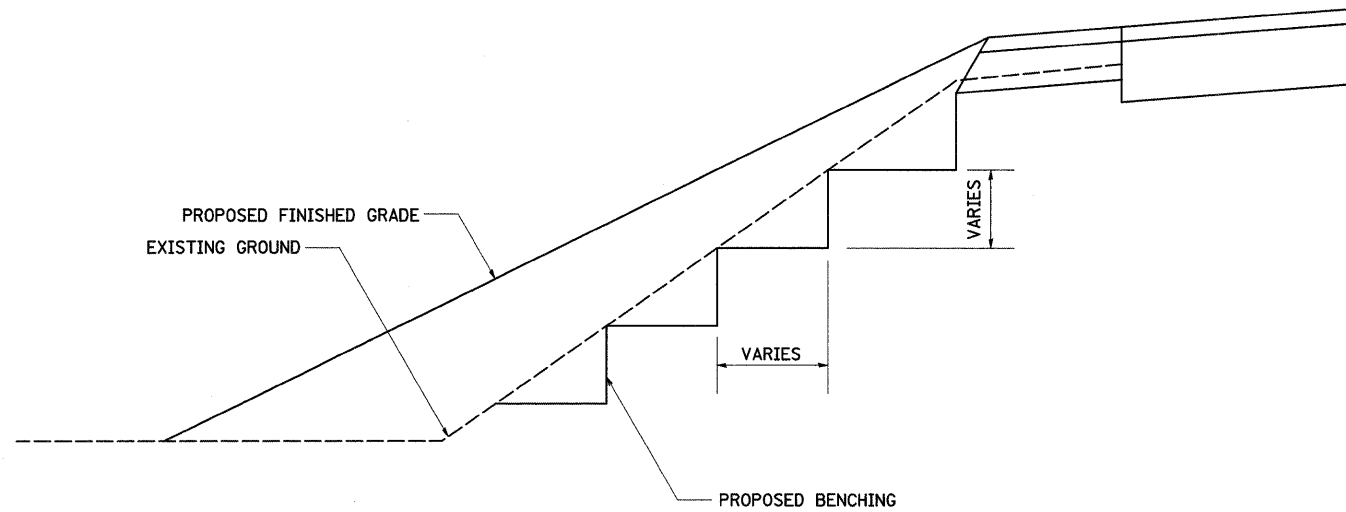 PROPOSED FINISHED GRADE
EXISTING GROUND
VARIES
VARIES
PROPOSED BENCHING